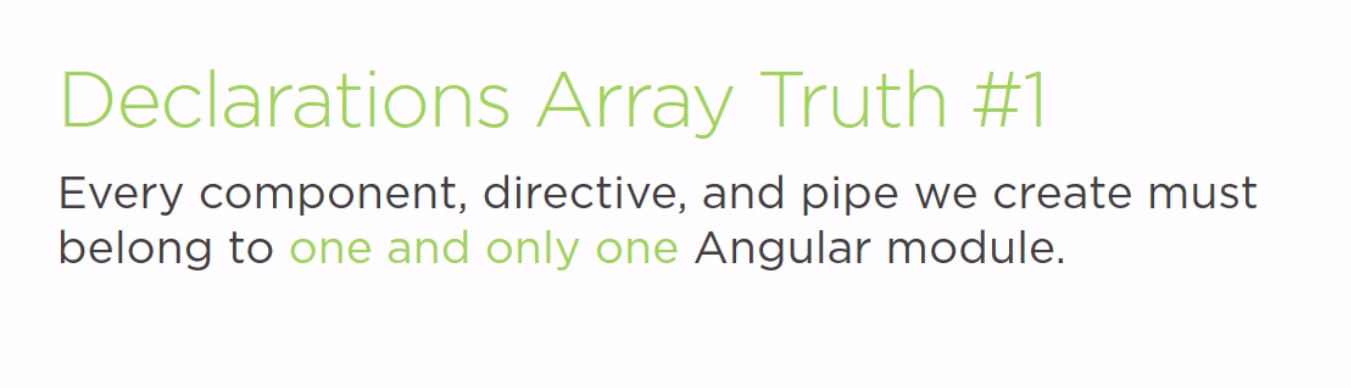 Declarations Array Truth #1
Every component, directive, and pipe we create must
belong to one and only one Angular module.